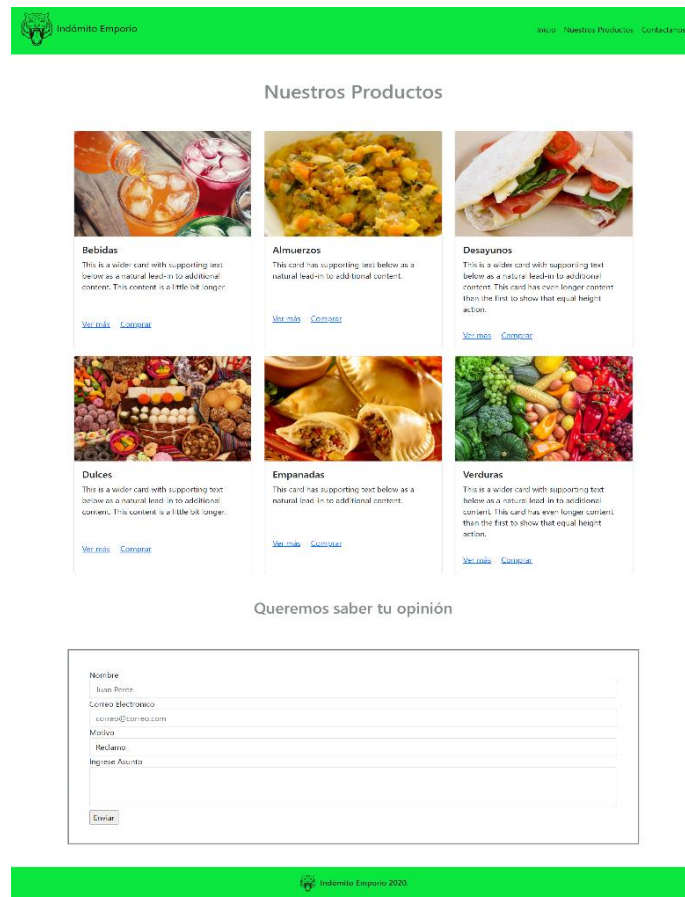 Indómito Emporio
Inicio Nuestros Productos Contactanos
Nuestros Productos
Bebidas
This is a wider card with supporting text
below as a natural lead-in to additional
content. This content is a little bit longer.
Ver más Comprar
Almuerzos
This card has supporting text below as a
natural lead-in to additional content.
Ver más Comprar
Desayunos
This is a wider card with supporting text
below as a natural lead-in to additional
content. This card has even longer content
than the first to show that equal height
action.
Ver más Comprar
Dulces
This is a wider card with supporting text
below as a natural lead-in to additional
content. This content is a little bit longer.
Ver más Comprar
Empanadas
This card has supporting text below as a
natural lead-in to additional content.
Ver más Comprar
Verduras
This is a wider card with supporting text
below as a natural lead-in to additional
content. This card has even longer content
than the first to show that equal height
action.
Ver más Comprar
Queremos saber tu opinión
Nombre
Juan Perez
Correo Electronico
correo@correo.com
Motivo
Reclamo
Ingrese Asunto
Enviar
Indómito Emporio 2020.